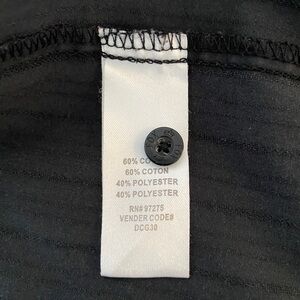 60% CO
60% COTON
40% POLYESTER
40% POLYESTER
RN# 97275
VENDER CODE#
DCG30